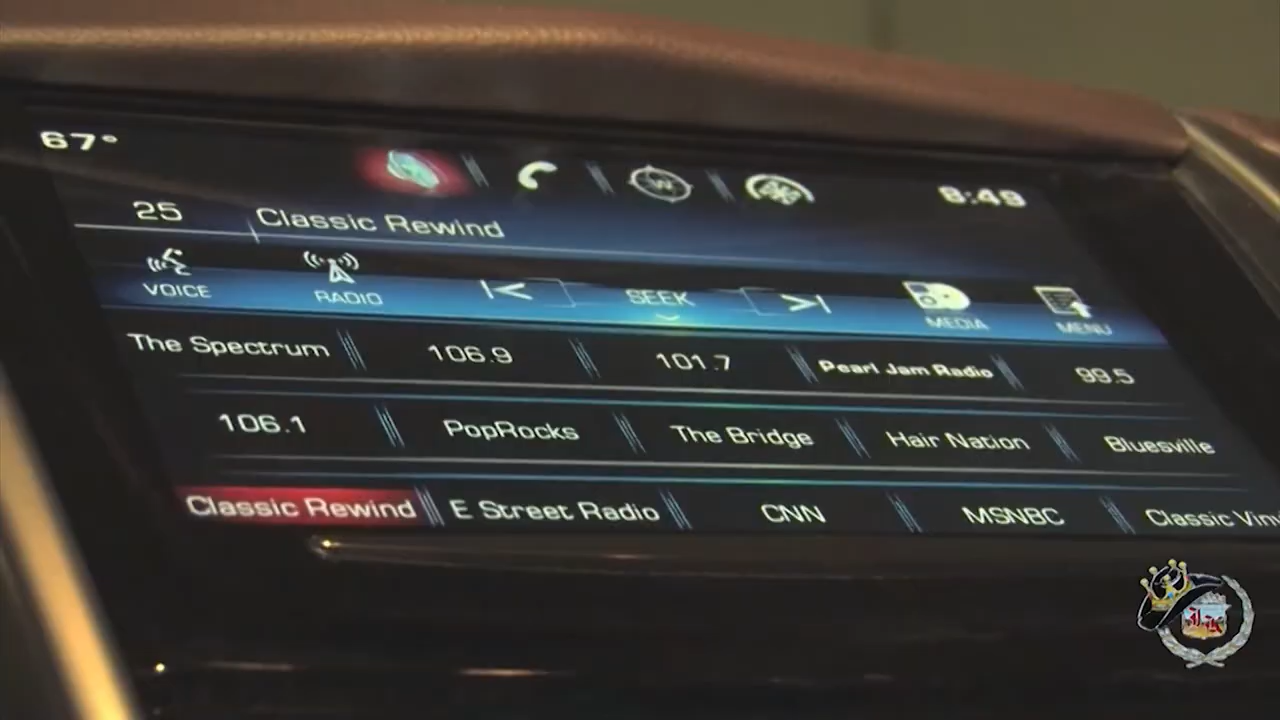 67° 8:49
W
25 Classic Rewind
VOICE RADIO SEEK MEDIA MENU
The Spectrum 106.9 101.7 Pearl Jam Radio 99.5
106.1 PopRocks The Bridge Hair Nation Bluesville
Classic Rewind E Street Radio CNN MSNBC Classic